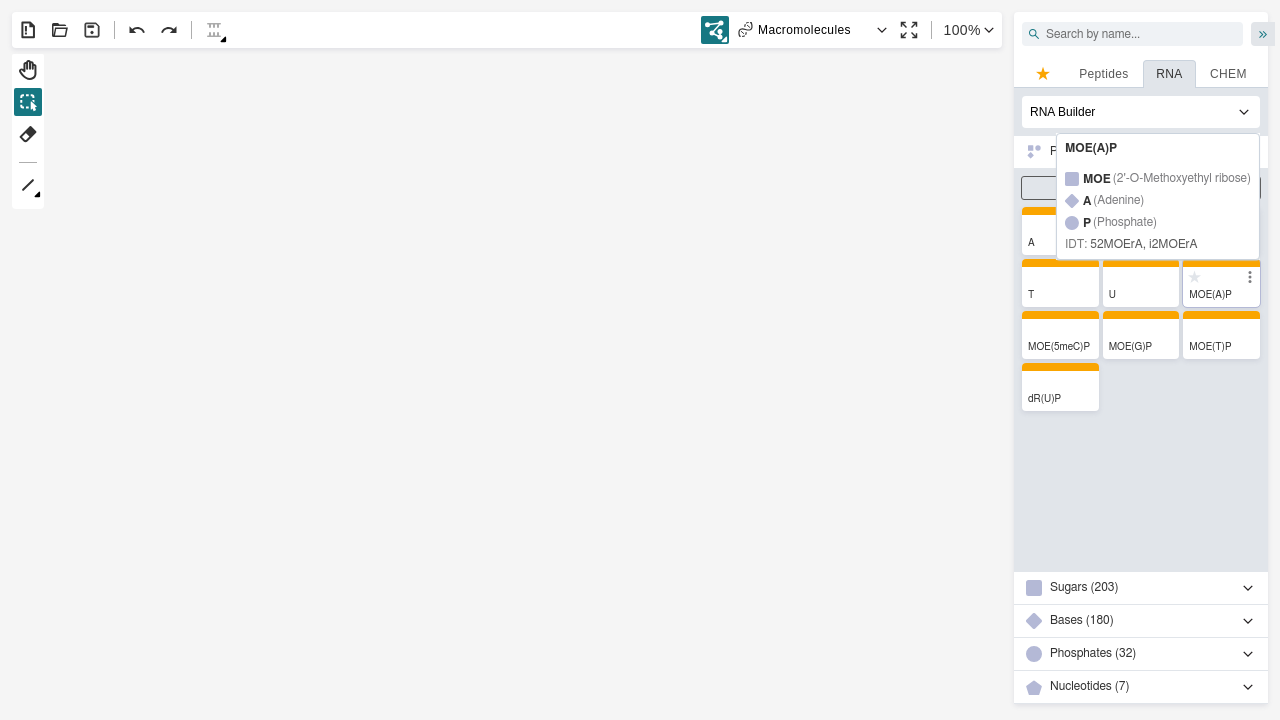 Macromolecules
100%
Search by name...
Peptides
RNA
CHEM
RNA Builder
MOE(A)P
MOE (2'-O-Methoxyethyl ribose)
A (Adenine)
P (Phosphate)
IDT: 52MOErA, i2MOErA
A
T
U
MOE(A)P
MOE(5meC)P
MOE(G)P
MOE(T)P
dR(U)P
Sugars (203)
Bases (180)
Phosphates (32)
Nucleotides (7)